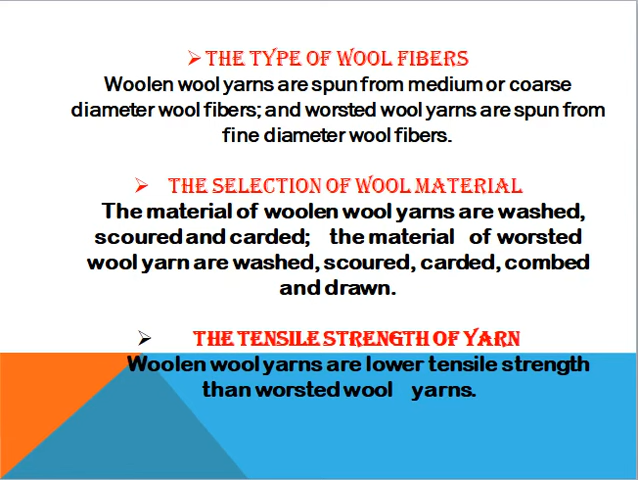 ➢THE TYPE OF WOOL FIBERS
Woolen wool yarns are spun from medium or coarse
diameter wool fibers; and worsted wool yarns are spun from
fine diameter wool fibers.
➢ THE SELECTION OF WOOL MATERIAL
The material of woolen wool yarns are washed,
scoured and carded; the material of worsted
wool yarn are washed, scoured, carded, combed
and drawn.
➢ THE TENSILE STRENGTH OF YARN
Woolen wool yarns are lower tensile strength
than worsted wool yarns.